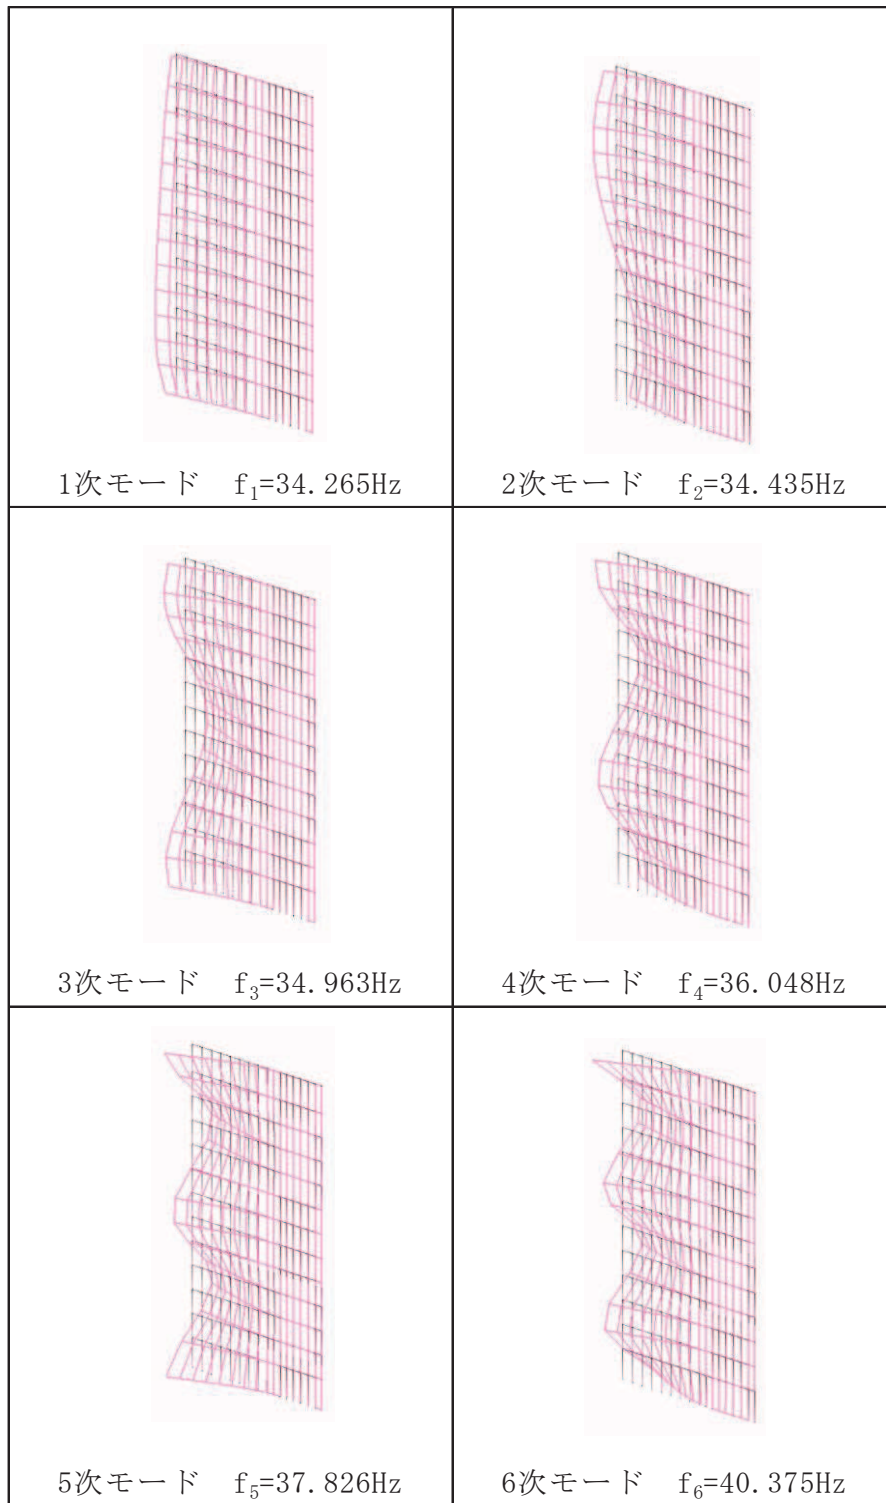 1次モード f₁=34.265Hz
2次モード f₂=34.435Hz
3次モード f₃=34.963Hz
4次モード f₄=36.048Hz
5次モード f₅=37.826Hz
6次モード f₆=40.375Hz